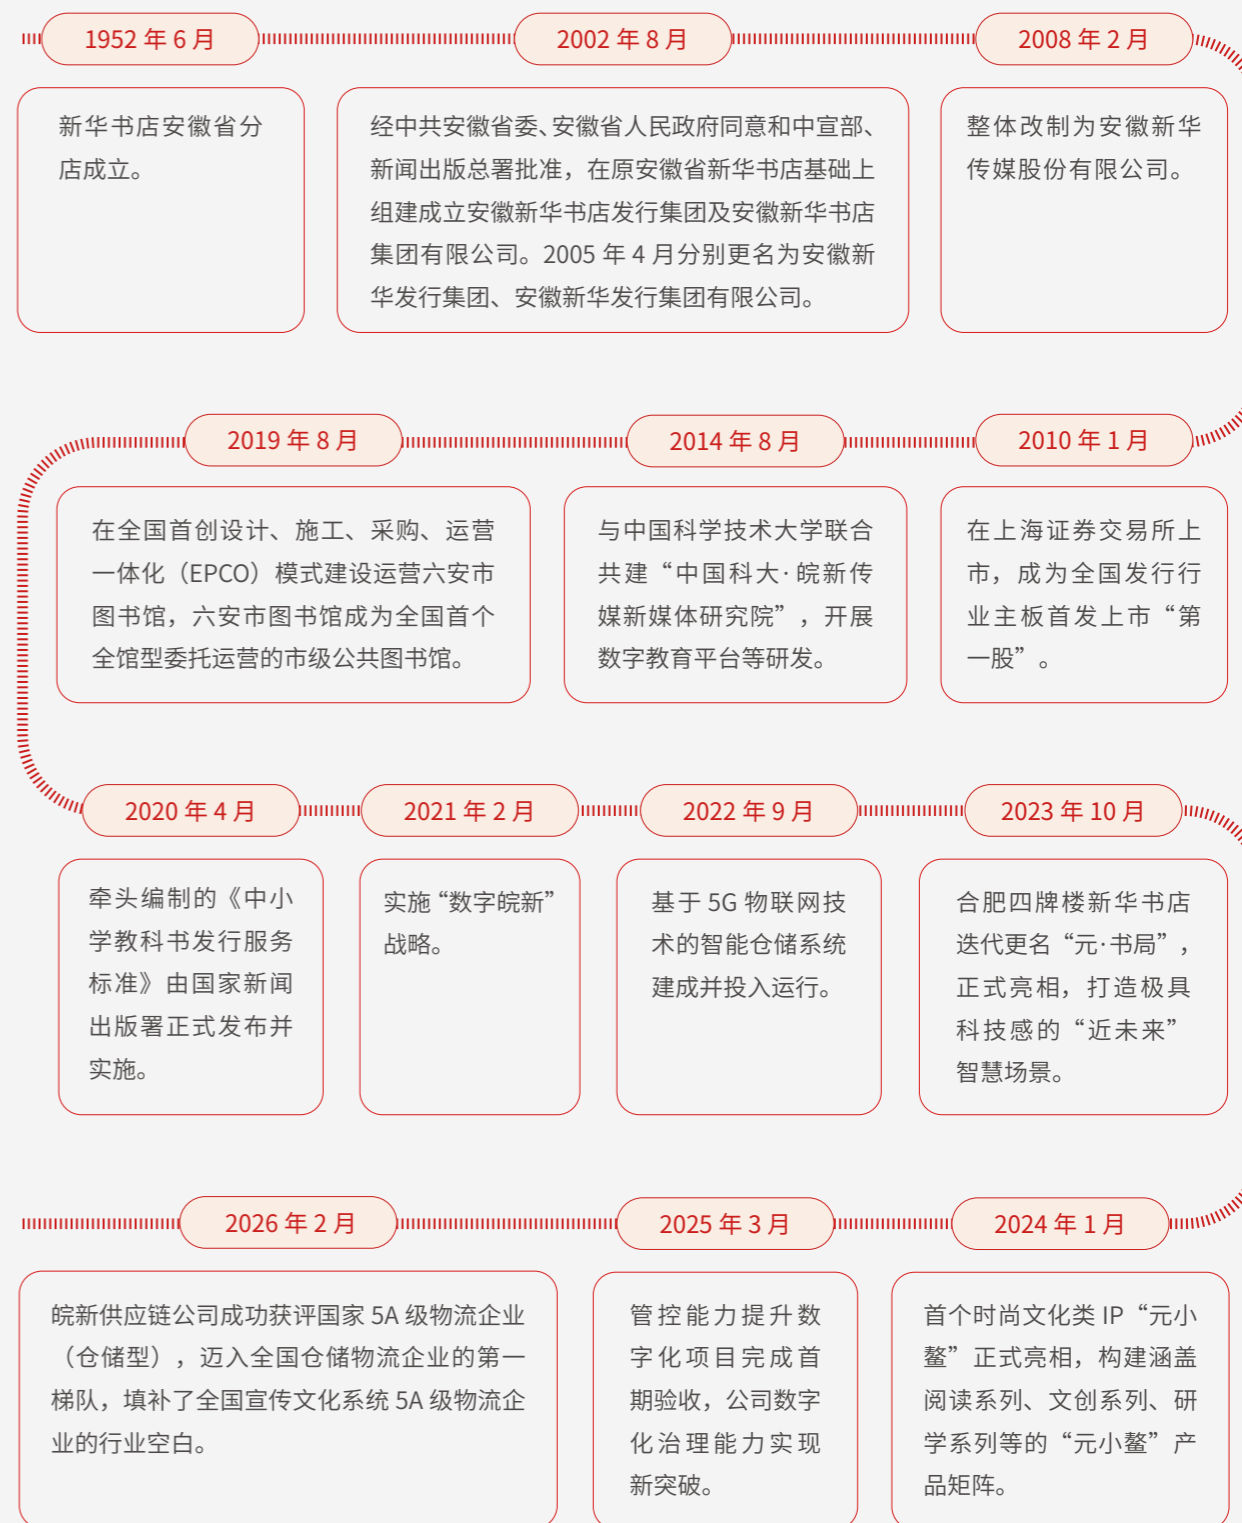 1952 年 6 月
新华书店安徽省分
店成立。
2002 年 8 月
经中共安徽省委、安徽省人民政府同意和中宣部、
新闻出版总署批准，在原安徽省新华书店基础上
组建成立安徽新华书店发行集团及安徽新华书店
集团有限公司。2005 年 4 月分别更名为安徽新
华发行集团、安徽新华发行集团有限公司。
2008 年 2 月
整体改制为安徽新华
传媒股份有限公司。
2010 年 1 月
在上海证券交易所上
市，成为全国发行行
业主板首发上市“第
一股”。
2014 年 8 月
与中国科学技术大学联合
共建“中国科大·皖新传
媒新媒体研究院”，开展
数字教育平台等研发。
2019 年 8 月
在全国首创设计、施工、采购、运营
一体化（EPCO）模式建设运营六安市
图书馆，六安市图书馆成为全国首个
全馆型委托运营的市级公共图书馆。
2020 年 4 月
牵头编制的《中小
学教科书发行服务
标准》由国家新闻
出版署正式发布并
实施。
2021 年 2 月
实施“数字皖新”
战略。
2022 年 9 月
基于 5G 物联网技
术的智能仓储系统
建成并投入运行。
2023 年 10 月
合肥四牌楼新华书店
迭代更名“元·书局”，
正式亮相，打造极具
科技感的“近未来”
智慧场景。
2024 年 1 月
首个时尚文化类 IP“元小
鳌”正式亮相，构建涵盖
阅读系列、文创系列、研
学系列等的“元小鳌”产
品矩阵。
2025 年 3 月
管控能力提升数
字化项目完成首
期验收，公司数字
化治理能力实现
新突破。
2026 年 2 月
皖新供应链公司成功获评国家 5A 级物流企业
（仓储型），迈入全国仓储物流企业的第一
梯队，填补了全国宣传文化系统 5A 级物流企
业的行业空白。